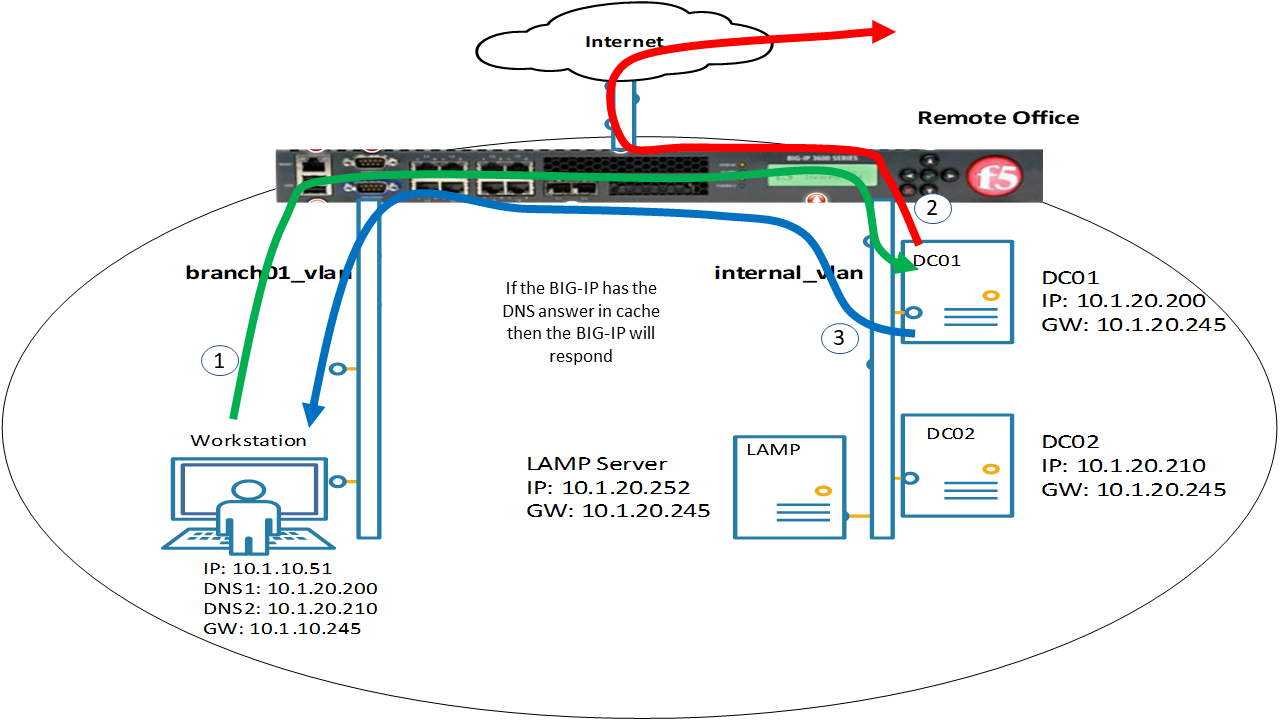 Internet
Remote Office
BIG-IP 3600 SERIES
f5
2
DC01
branch01_vlan
internal_vlan
DC01
IP: 10.1.20.200
GW: 10.1.20.245
If the BIG-IP has the
DNS answer in cache
then the BIG-IP will
respond
1
3
Workstation
DC02
LAMP
DC02
IP: 10.1.20.210
GW: 10.1.20.245
LAMP Server
IP: 10.1.20.252
GW: 10.1.20.245
IP: 10.1.10.51
DNS1: 10.1.20.200
DNS2: 10.1.20.210
GW: 10.1.10.245